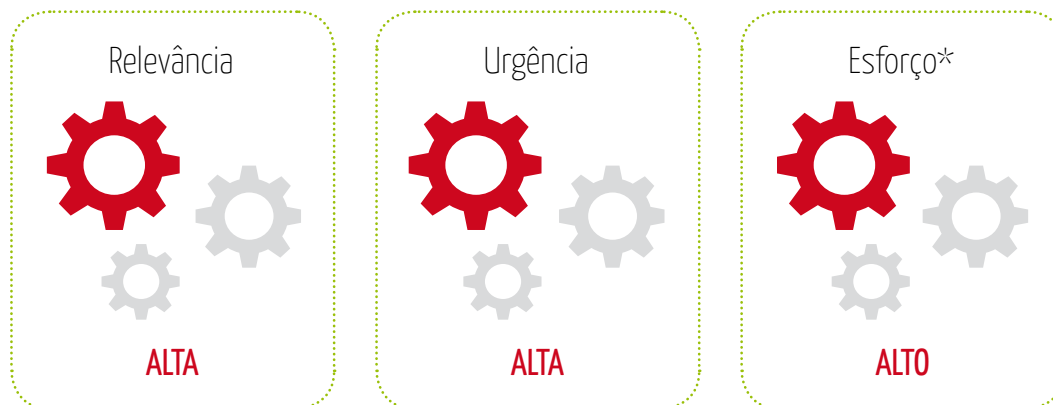 Relevância
Urgência
Esforço*
ALTA
ALTA
ALTO